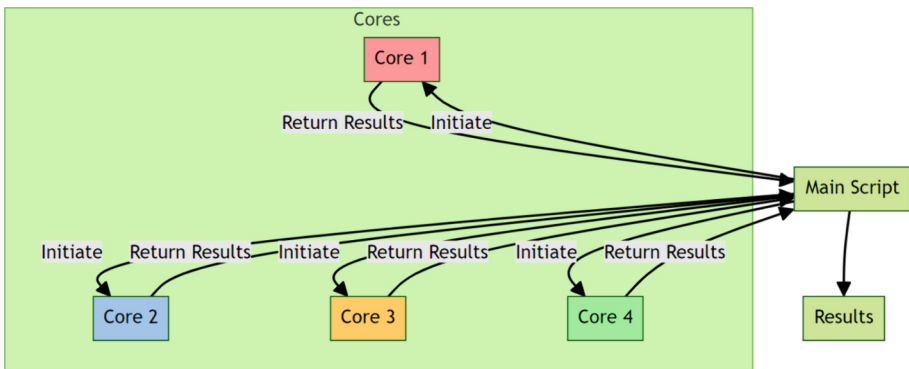 Cores
Core 1
Return Results
Initiate
Main Script
Initiate
Return Results
Initiate
Return Results
Initiate
Return Results
Core 2
Core 3
Core 4
Results